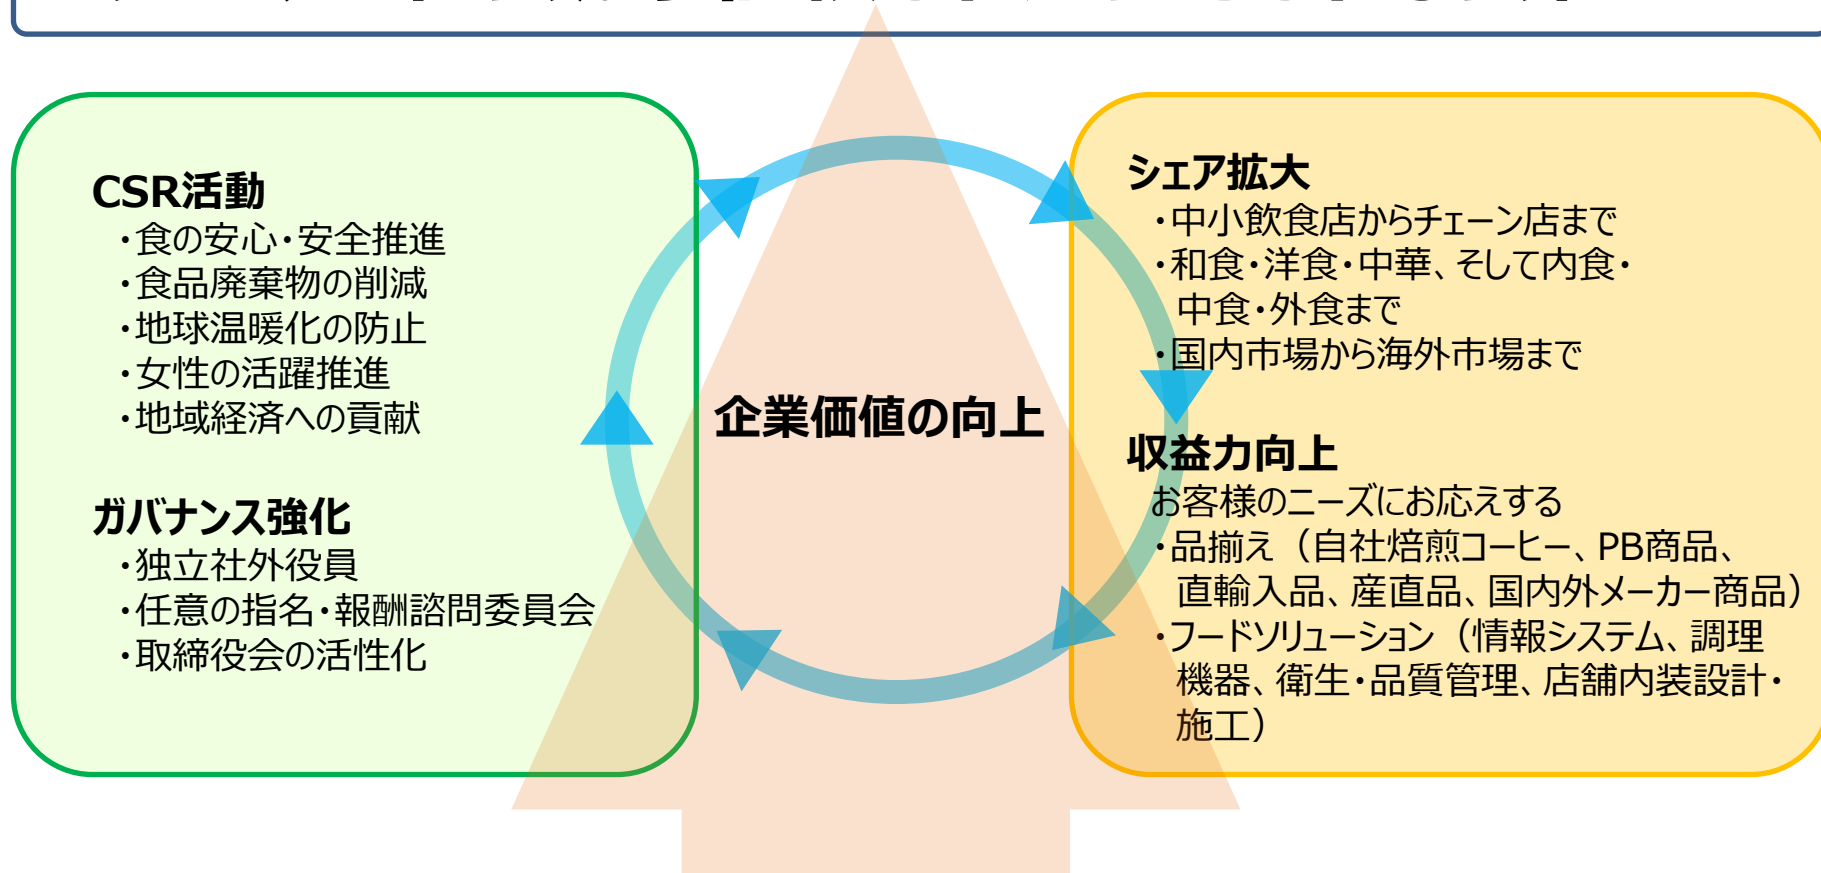 CSR活動
・食の安心・安全推進
・食品廃棄物の削減
・地球温暖化の防止
・女性の活躍推進
・地域経済への貢献
ガバナンス強化
・独立社外役員
・任意の指名・報酬諮問委員会
・取締役会の活性化
企業価値の向上
シェア拡大
・中小飲食店からチェーン店まで
・和食・洋食・中華、そして内食・
中食・外食まで
・国内市場から海外市場まで
収益力向上
お客様のニーズにお応えする
・品揃え（自社焙煎コーヒー、PB商品、
直輸入品、産直品、国内外メーカー商品）
・フードソリューション（情報システム、調理
機器、衛生・品質管理、店舗内装設計・
施工）